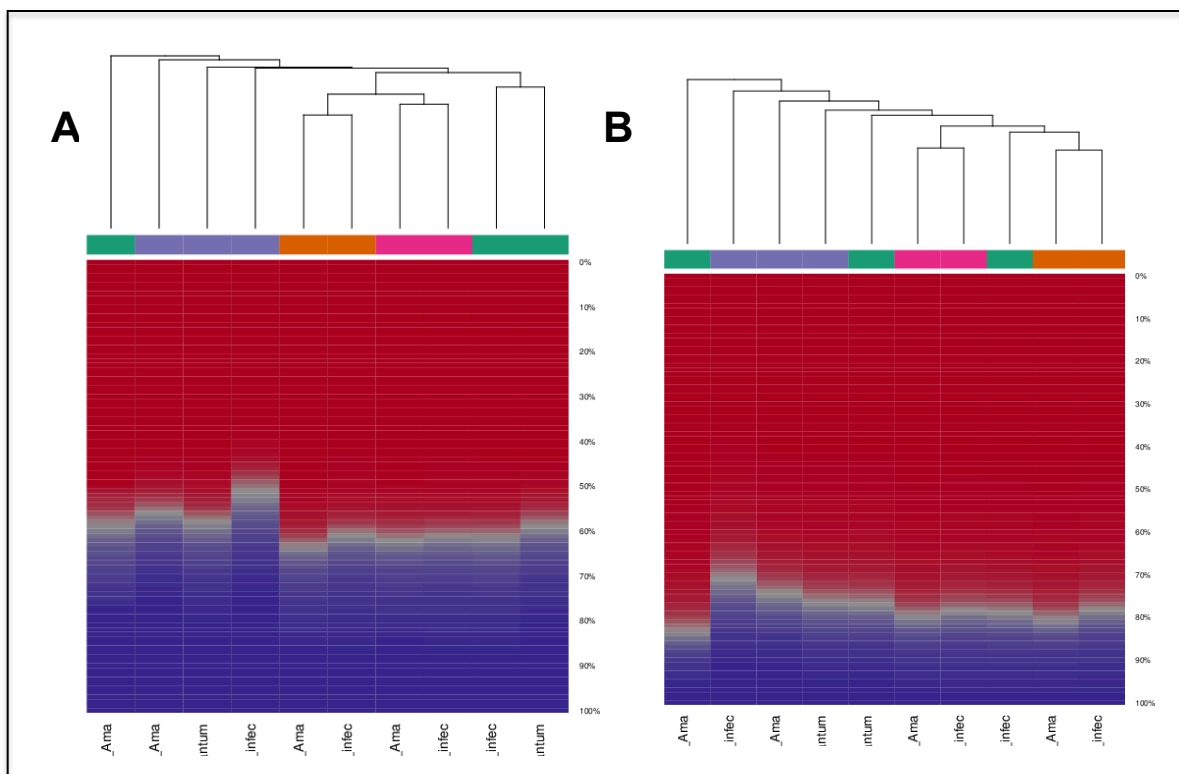 A
B
0%
10%
20%
30%
40%
50%
60%
70%
80%
90%
100%
_Ama
_Ama
ıntum
_infec
_Ama
_infec
_Ama
_infec
_infec
ıntum
0%
10%
20%
30%
40%
50%
60%
70%
80%
90%
100%
_Ama
_infec
_Ama
ıntum
ıntum
_Ama
_infec
_infec
_Ama
_infec